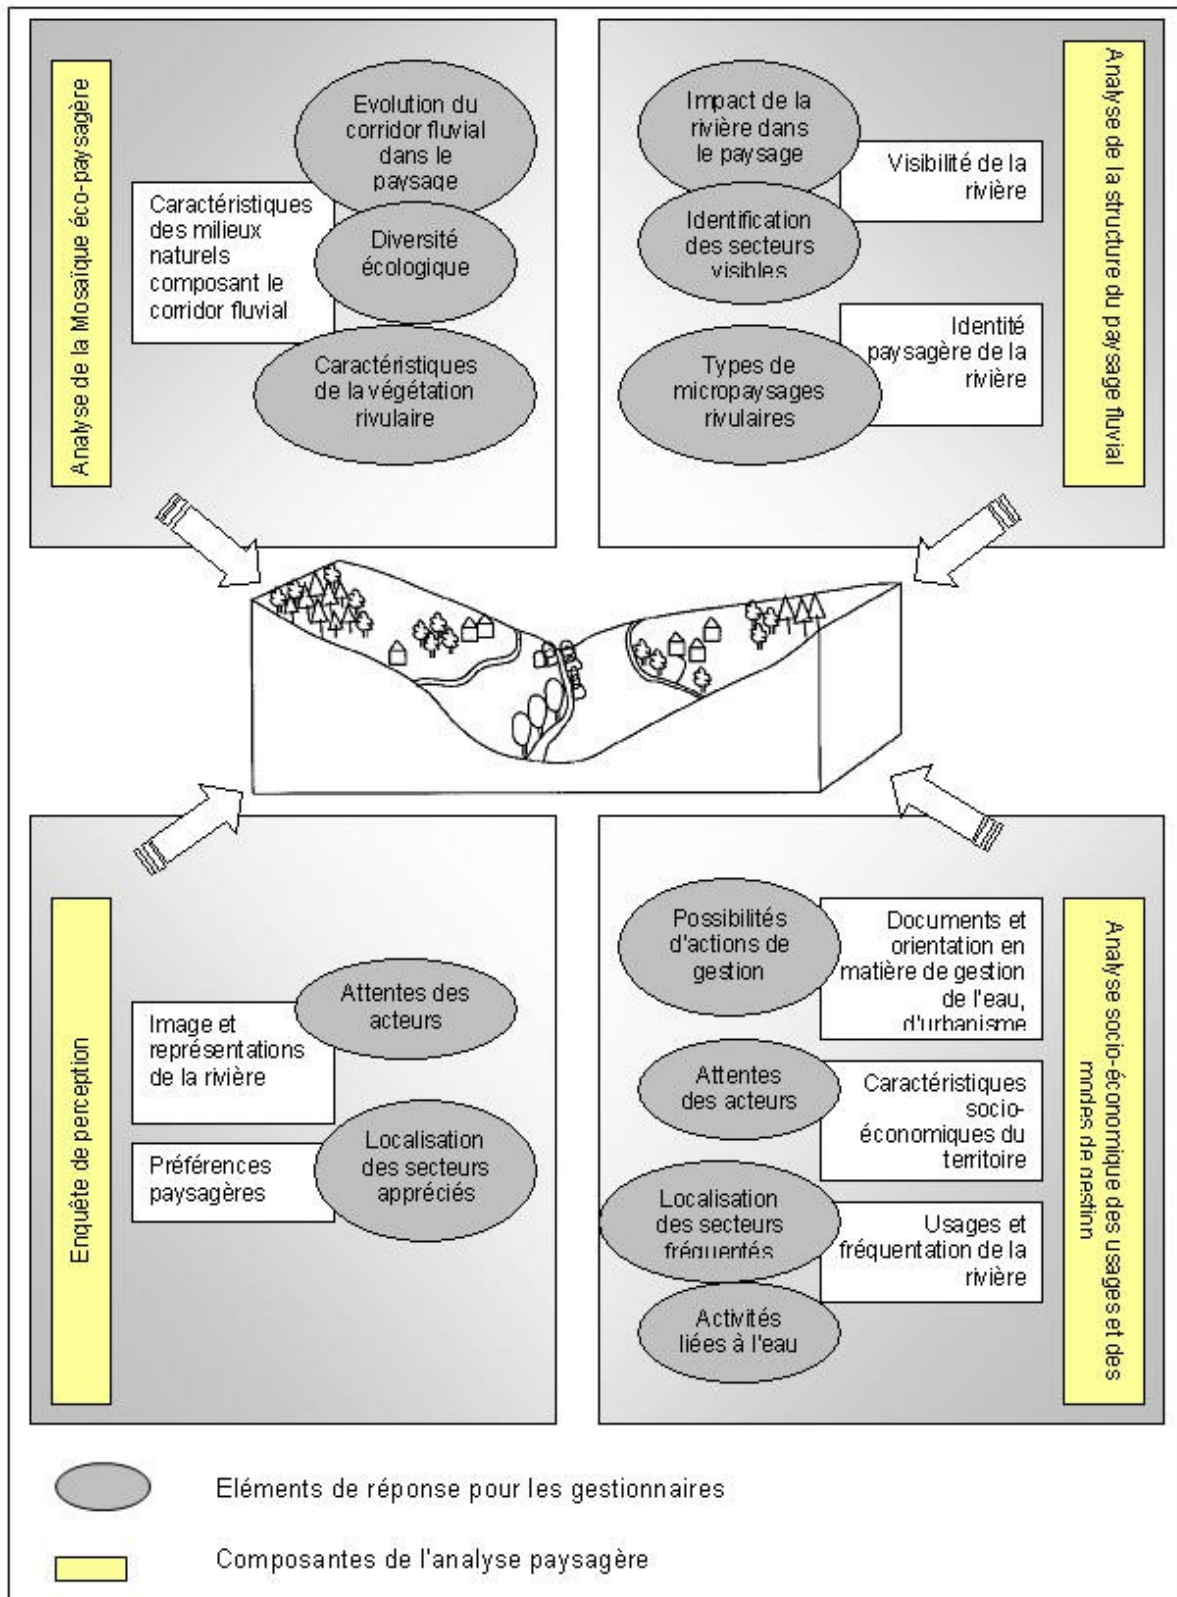 Analyse de la Mosaïque éco-paysagère
Evolution du
corridor fluvial
dans le
paysage
Caractéristiques
des milieux
naturels
composant le
corridor fluvial
Diversité
écologique
Caractéristiques
de la végétation
rivulaire
Impact de la
rivière dans
le paysage
Visibilité de la
rivière
Identification
des secteurs
visibles
Identité
paysagère de la
rivière
Types de
micropaysages
rivulaires
Analyse de la structure du paysage fluvial
Enquête de perception
Attentes des
acteurs
Image et
représentations
de la rivière
Localisation
des secteurs
appréciés
Préférences
paysagères
Possibilités
d'actions de
gestion
Documents et
orientation en
matière de gestion
de l'eau,
d'urbanisme
Attentes
des acteurs
Caractéristiques
socio-
économiques du
territoire
Localisation
des secteurs
fréquentés
Usages et
fréquentation de la
rivière
Activités
liées à l'eau
Analyse socio-économique des usages et des
modes de gestion
Eléments de réponse pour les gestionnaires
Composantes de l'analyse paysagère